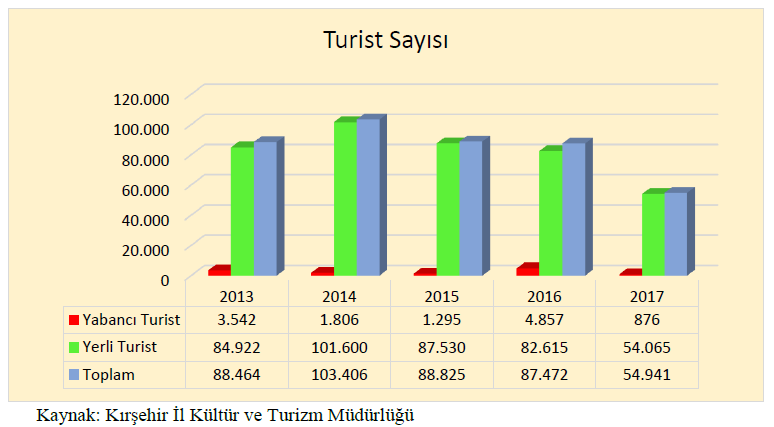 Turist Sayısı
120.000
100.000
80.000
60.000
40.000
20.000
0
2013 2014 2015 2016 2017
Yabancı Turist 3.542 1.806 1.295 4.857 876
Yerli Turist 84.922 101.600 87.530 82.615 54.065
Toplam 88.464 103.406 88.825 87.472 54.941
Kaynak: Kırşehir İl Kültür ve Turizm Müdürlüğü